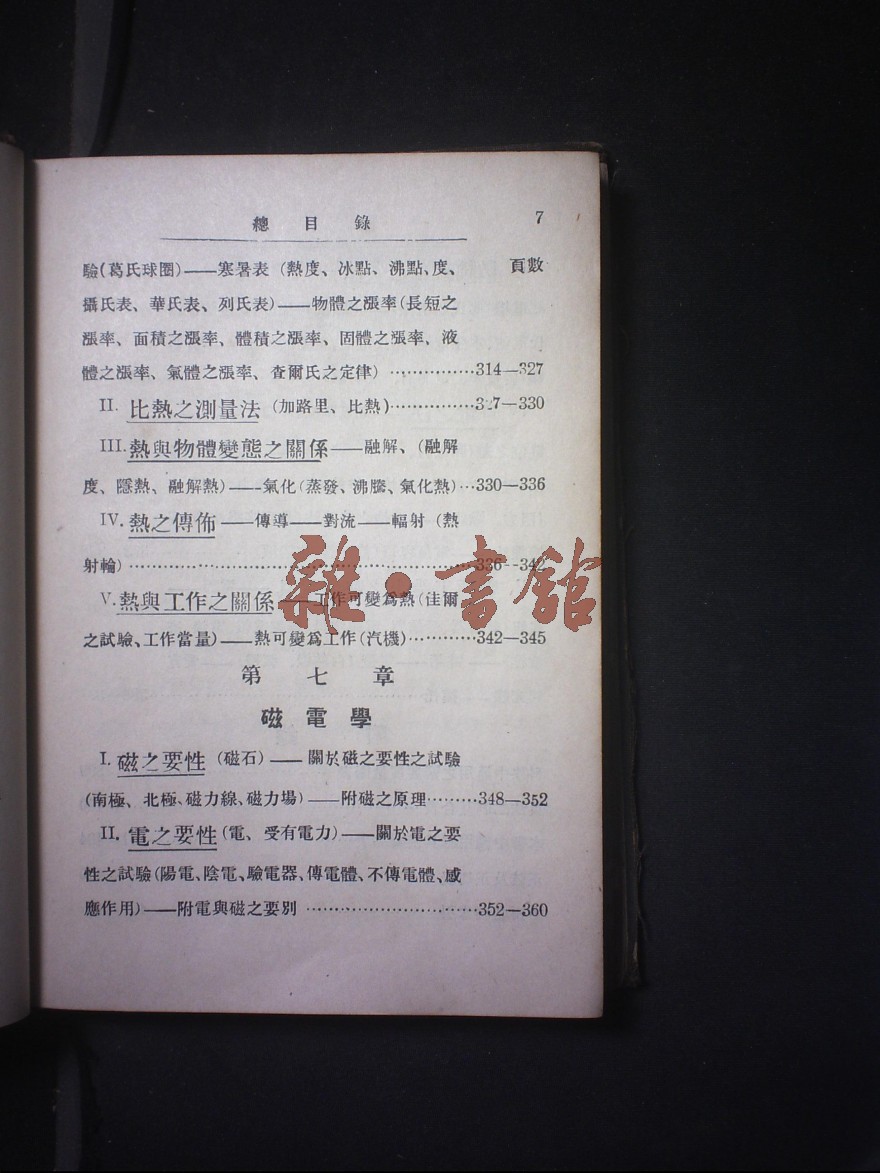 總目錄 7
驗(葛氏球圈)——寒暑表(熱度、冰點、沸點、度、 頁數
攝氏表、華氏表、列氏表)——物體之漲率(長短之
漲率、面積之漲率、體積之漲率、固體之漲率、液
體之漲率、氣體之漲率、查爾氏之定律)……………314—327
II. 比熱之測量法(加路里、比熱)……………327—330
III. 熱與物體變態之關係——融解、(融解
度、隱熱、融解熱)——氣化(蒸發、沸騰、氣化熱)…330—336
IV. 熱之傳佈——傳導——對流——輻射(熱
射輪)……………………………………336—342
V. 熱與工作之關係——工作可變爲熱(佳爾
之試驗、工作當量)——熱可變爲工作(汽機)…………342—345
第七章
磁電學
I. 磁之要性(磁石)——關於磁之要性之試驗
(南極、北極、磁力線、磁力場)——附磁之原理………348—352
II. 電之要性(電、受有電力)——關於電之要
性之試驗(陽電、陰電、驗電器、傳電體、不傳電體、感
應作用)——附電與磁之要別……………………352—360
雜·書館